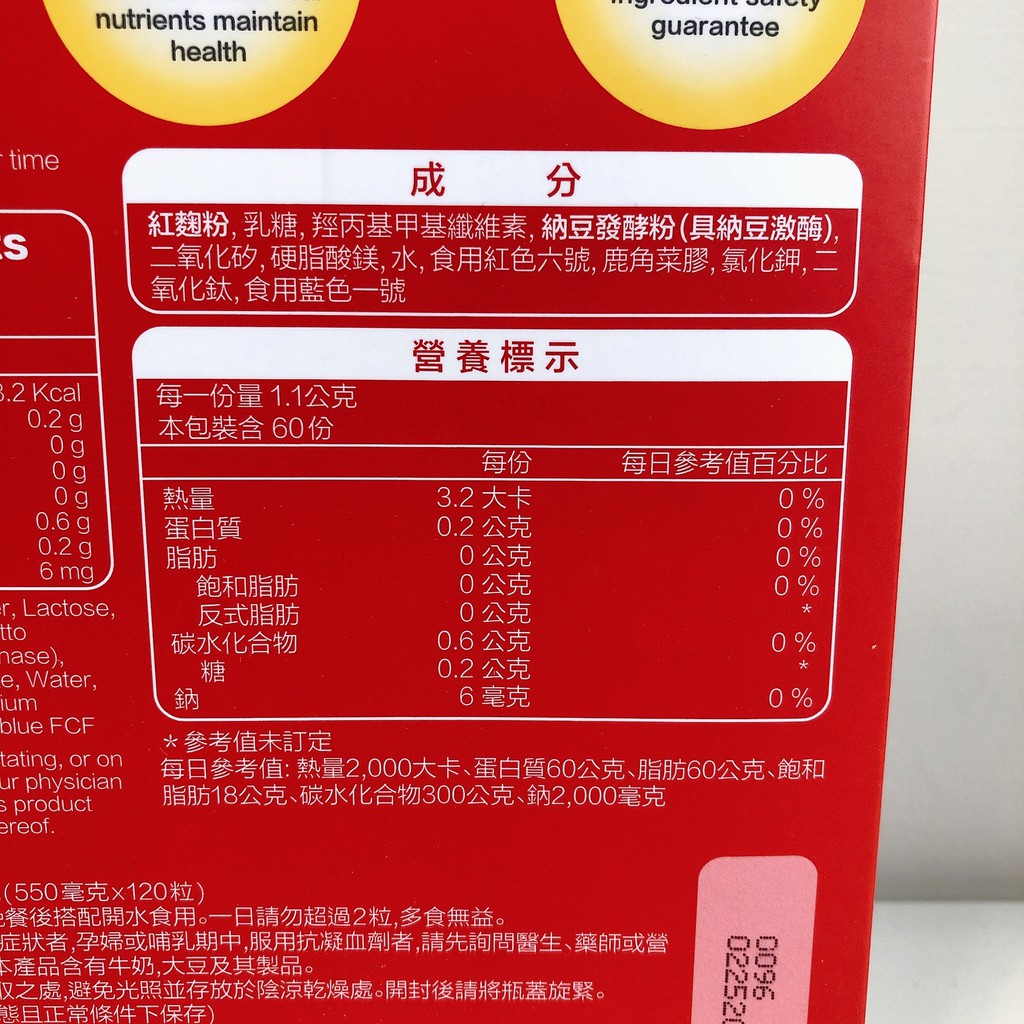 nutrients maintain
health
guarantee
time
成 分
紅麴粉, 乳糖, 羥丙基甲基纖維素, 納豆發酵粉(具納豆激酶),
二氧化矽, 硬脂酸鎂, 水, 食用紅色六號, 鹿角菜膠, 氯化鉀, 二
氧化鈦, 食用藍色一號
營養標示
每一份量 1.1公克
本包裝含 60份
每份 每日參考值百分比
熱量 3.2 大卡 0 %
蛋白質 0.2 公克 0 %
脂肪 0 公克 0 %
飽和脂肪 0 公克 0 %
反式脂肪 0 公克 *
碳水化合物 0.6 公克 0 %
糖 0.2 公克 *
鈉 6 毫克 0 %
* 參考值未訂定
每日參考值: 熱量2,000大卡、蛋白質60公克、脂肪60公克、飽和
脂肪18公克、碳水化合物300公克、鈉2,000毫克
.2 Kcal
0.2 g
0 g
0 g
0 g
0.6 g
0.2 g
6 mg
Lactose,
Water,
blue FCF
or on
physician
product
(550毫克x120粒)
餐後搭配開水食用。一日請勿超過2粒,多食無益。
症狀者,孕婦或哺乳期中,服用抗凝血劑者,請先詢問醫生、藥師或營
本產品含有牛奶,大豆及其製品。
之處,避免光照並存放於陰涼乾燥處。開封後請將瓶蓋旋緊。
態且正常條件下保存)
0096
02252